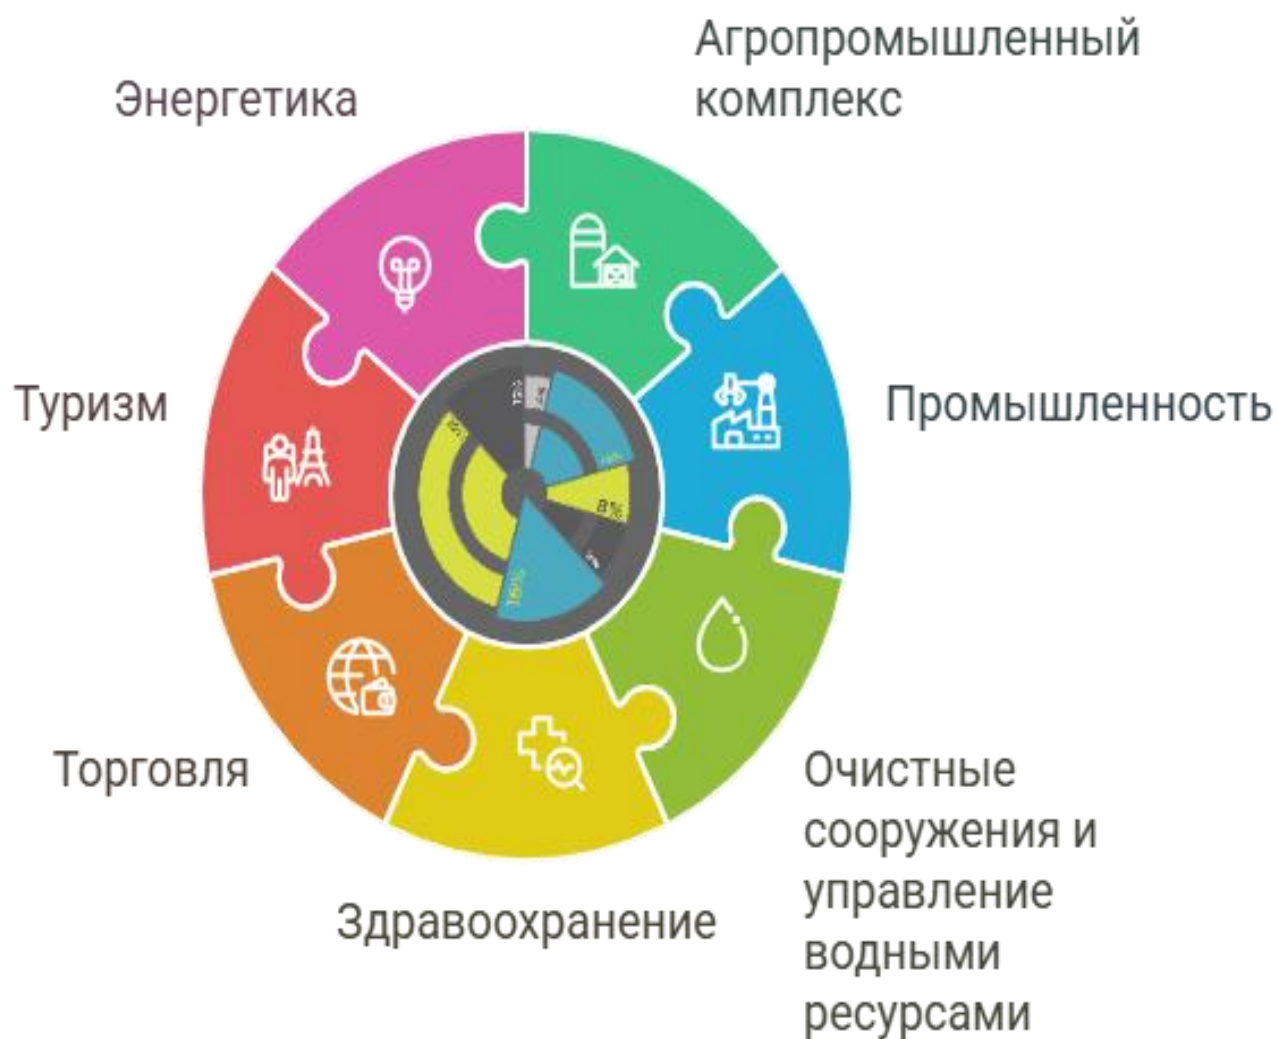 Агропромышленный
комплекс
Энергетика
Туризм
Промышленность
Торговля
Очистные
сооружения и
управление
водными
ресурсами
Здравоохранение
8%
16%